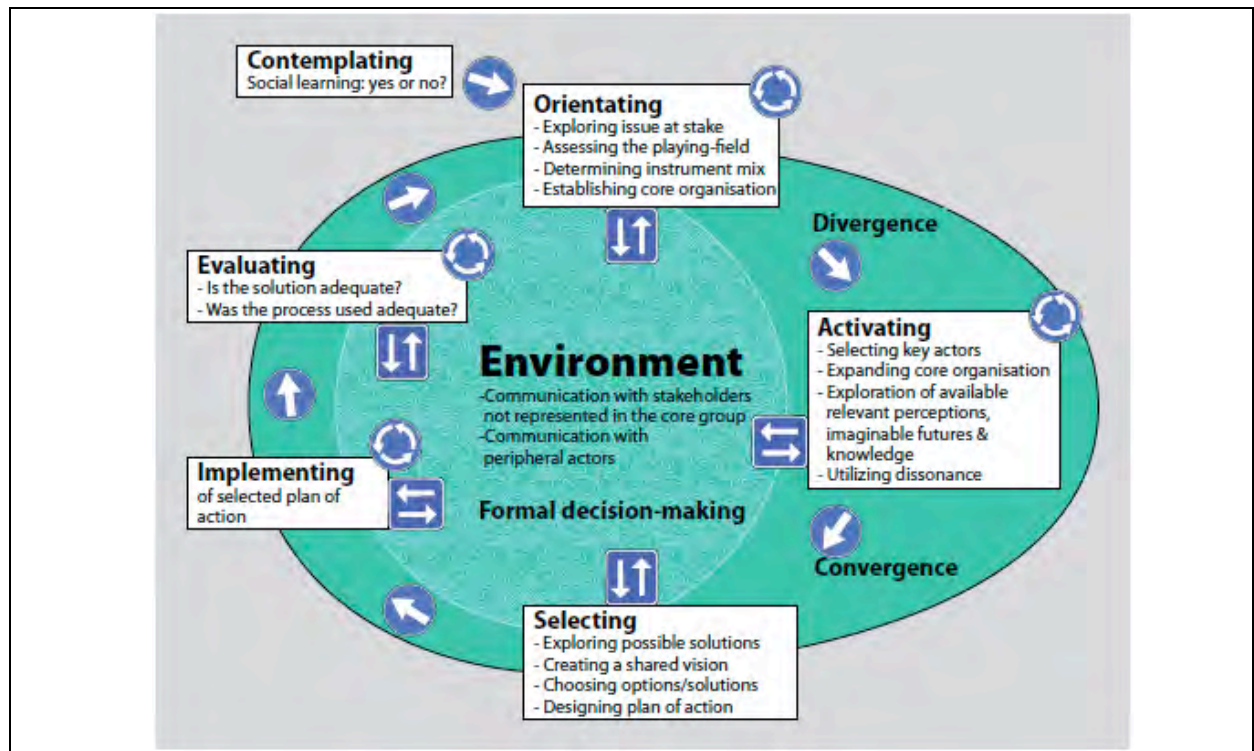 Contemplating
Social learning: yes or no?
Orientating
- Exploring issue at stake
- Assessing the playing-field
- Determining instrument mix
- Establishing core organisation
Divergence
Evaluating
- Is the solution adequate?
- Was the process used adequate?
Activating
- Selecting key actors
- Expanding core organisation
- Exploration of available
relevant perceptions,
imaginable futures &
knowledge
- Utilizing dissonance
Environment
-Communication with stakeholders
not represented in the core group
-Communication with
peripheral actors
Implementing
of selected plan of
action
Formal decision-making
Convergence
Selecting
- Exploring possible solutions
- Creating a shared vision
- Choosing options/solutions
- Designing plan of action